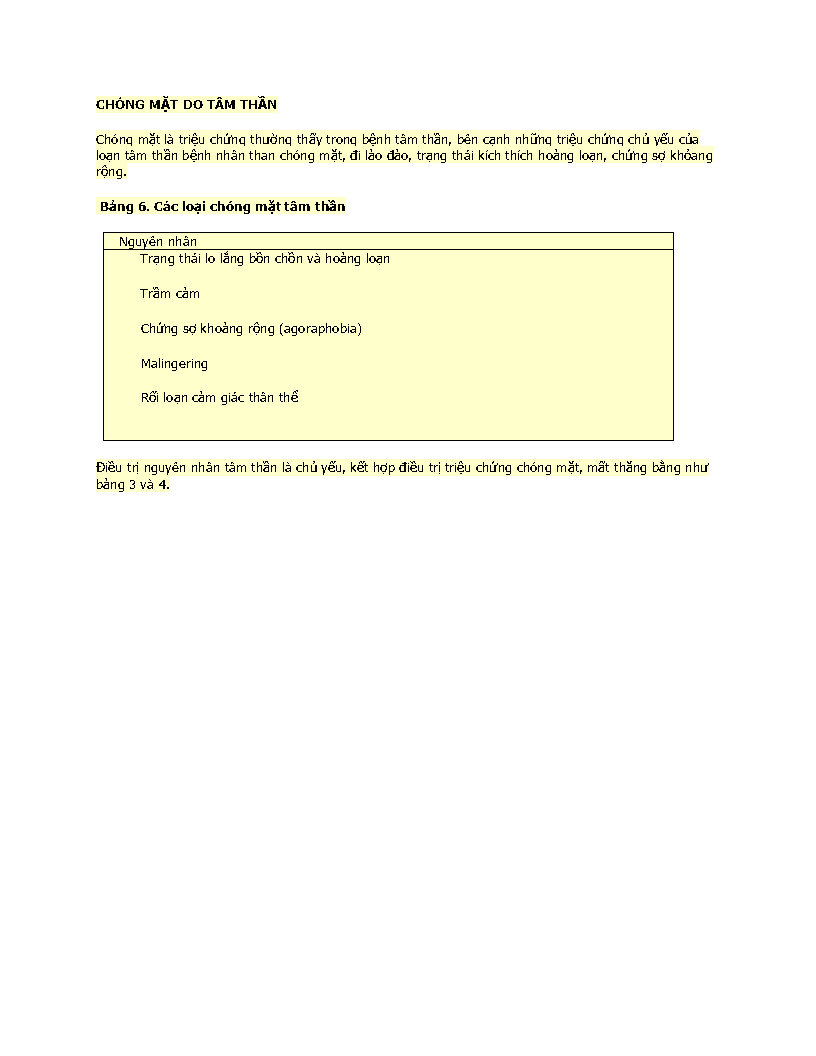 CHÓNG MẶT DO TÂM THẦN
Chóng mặt là triệu chứng thường thấy trong bệnh tâm thần, bên cạnh những triệu chứng chủ yếu của
loạn tâm thần bệnh nhân than chóng mặt, đi lảo đảo, trạng thái kích thích hoảng loạn, chứng sợ khỏang
rộng.
Bảng 6. Các loại chóng mặt tâm thần
Nguyên nhân
Trạng thái lo lắng bồn chồn và hoảng loạn
Trầm cảm
Chứng sợ khoảng rộng (agoraphobia)
Malingering
Rối loạn cảm giác thân thể
Điều trị nguyên nhân tâm thần là chủ yếu, kết hợp điều trị triệu chứng chóng mặt, mất thăng bằng như
bảng 3 và 4.